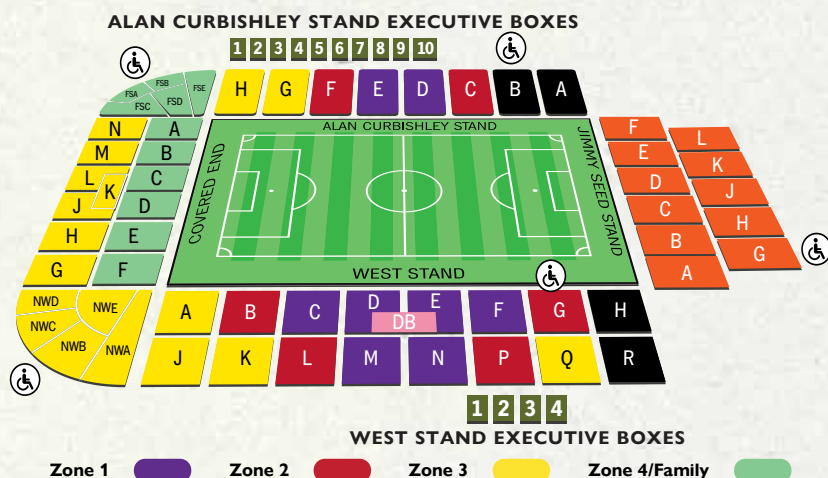 ALAN CURBISHLEY STAND EXECUTIVE BOXES
1 2 3 4 5 6 7 8 9 10
FSA FSB FSC FSD FSE
H G F E D C B A
N A
M B
L K C
J D
H E
G F
ALAN CURBISHLEY STAND
COVERED END
JIMMY SEED STAND
WEST STAND
F L
E K
D J
C H
B G
A
NWD NWE
NWC
NWB NWA
A B C D E F G H
DB
J K L M N P Q R
1 2 3 4
WEST STAND EXECUTIVE BOXES
Zone 1 Zone 2 Zone 3 Zone 4/Family